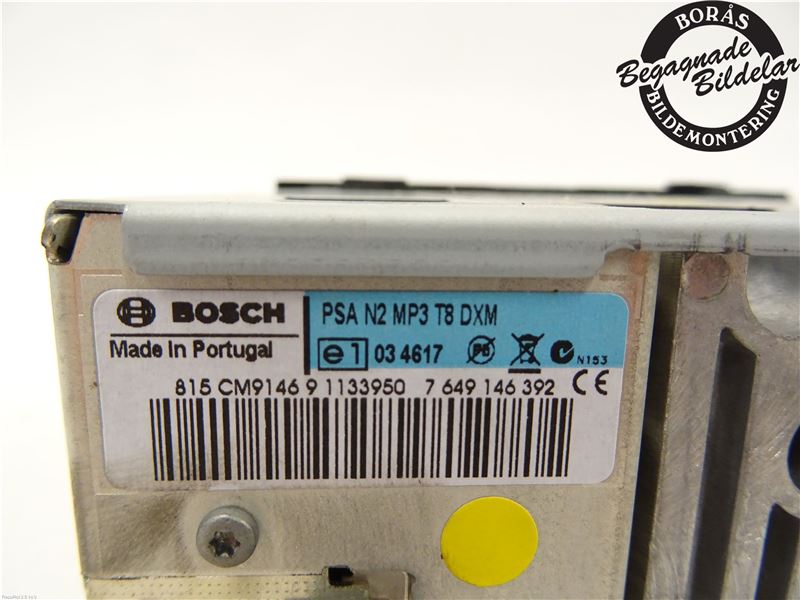 BORÅS
Begagnade
Bildelar
BILDEMONTERING
BOSCH
PSA N2 MP3 T8 DXM
Made in Portugal
e1 03 4617 Pb N153
815 CM9146 9 1133950 7 649 146 392 CE